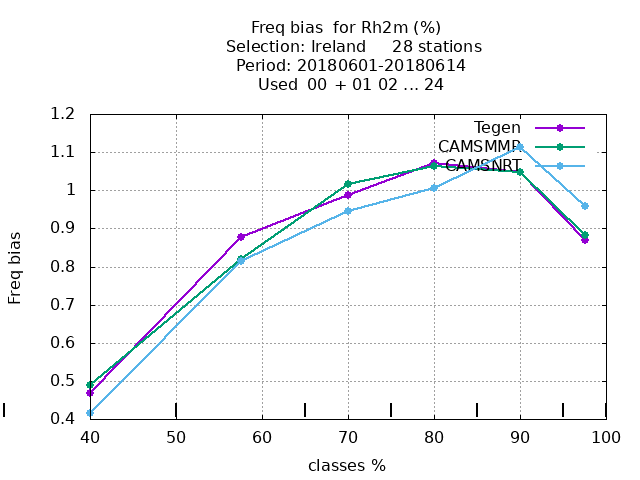 Freq bias  for Rh2m (%)
Selection: Ireland     28 stations
Period: 20180601-20180614
Used  00  + 01 02 ... 24
Tegen
CAMSMMR
CAMSNRT
1.2
1.1
1
0.9
0.8
0.7
0.6
0.5
0.4
Freq bias
40 50 60 70 80 90 100
classes %